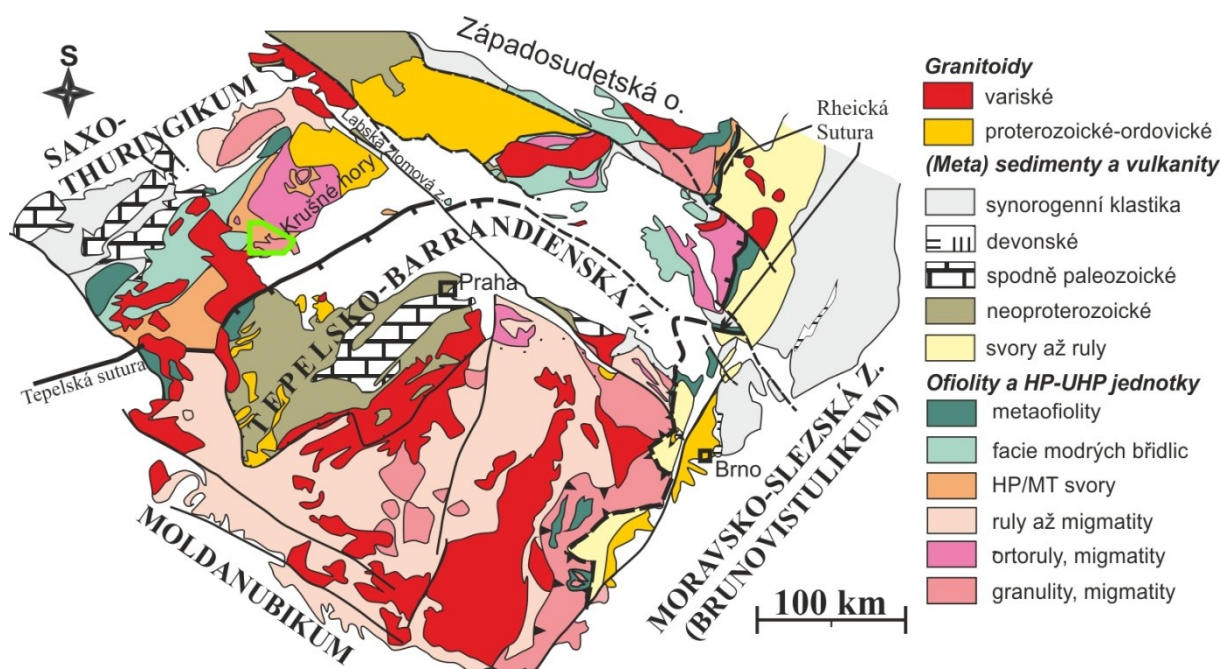 S
SAXO-
THURINGIKUM
Západosudetská o.
Labská zlomová z.
Krušné hory
Rheická
Sutura
TEPELSKO-BARRANDIENSKÁ Z.
Praha
Tepelská sutura
Brno
MOLDANUBIKUM
MORAVSKO-SLEZSKÁ Z.
(BRUNOVISTULIKUM)
100 km
Granitoidy
variské
proterozoické-ordovické
(Meta) sedimenty a vulkanity
synorogenní klastika
devonské
spodně paleozoické
neoproterozoické
svory až ruly
Ofiolity a HP-UHP jednotky
metaofiolity
facie modrých břidlic
HP/MT svory
ruly až migmatity
ortoruly, migmatity
granulity, migmatity